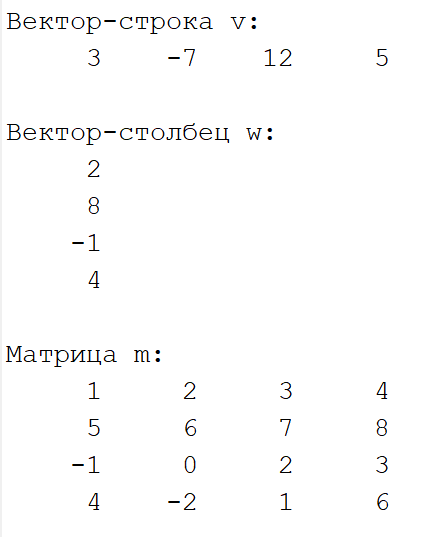 Вектор-строка v:
3 -7 12 5
Вектор-столбец w:
2
8
-1
4
Матрица m:
1 2 3 4
5 6 7 8
-1 0 2 3
4 -2 1 6